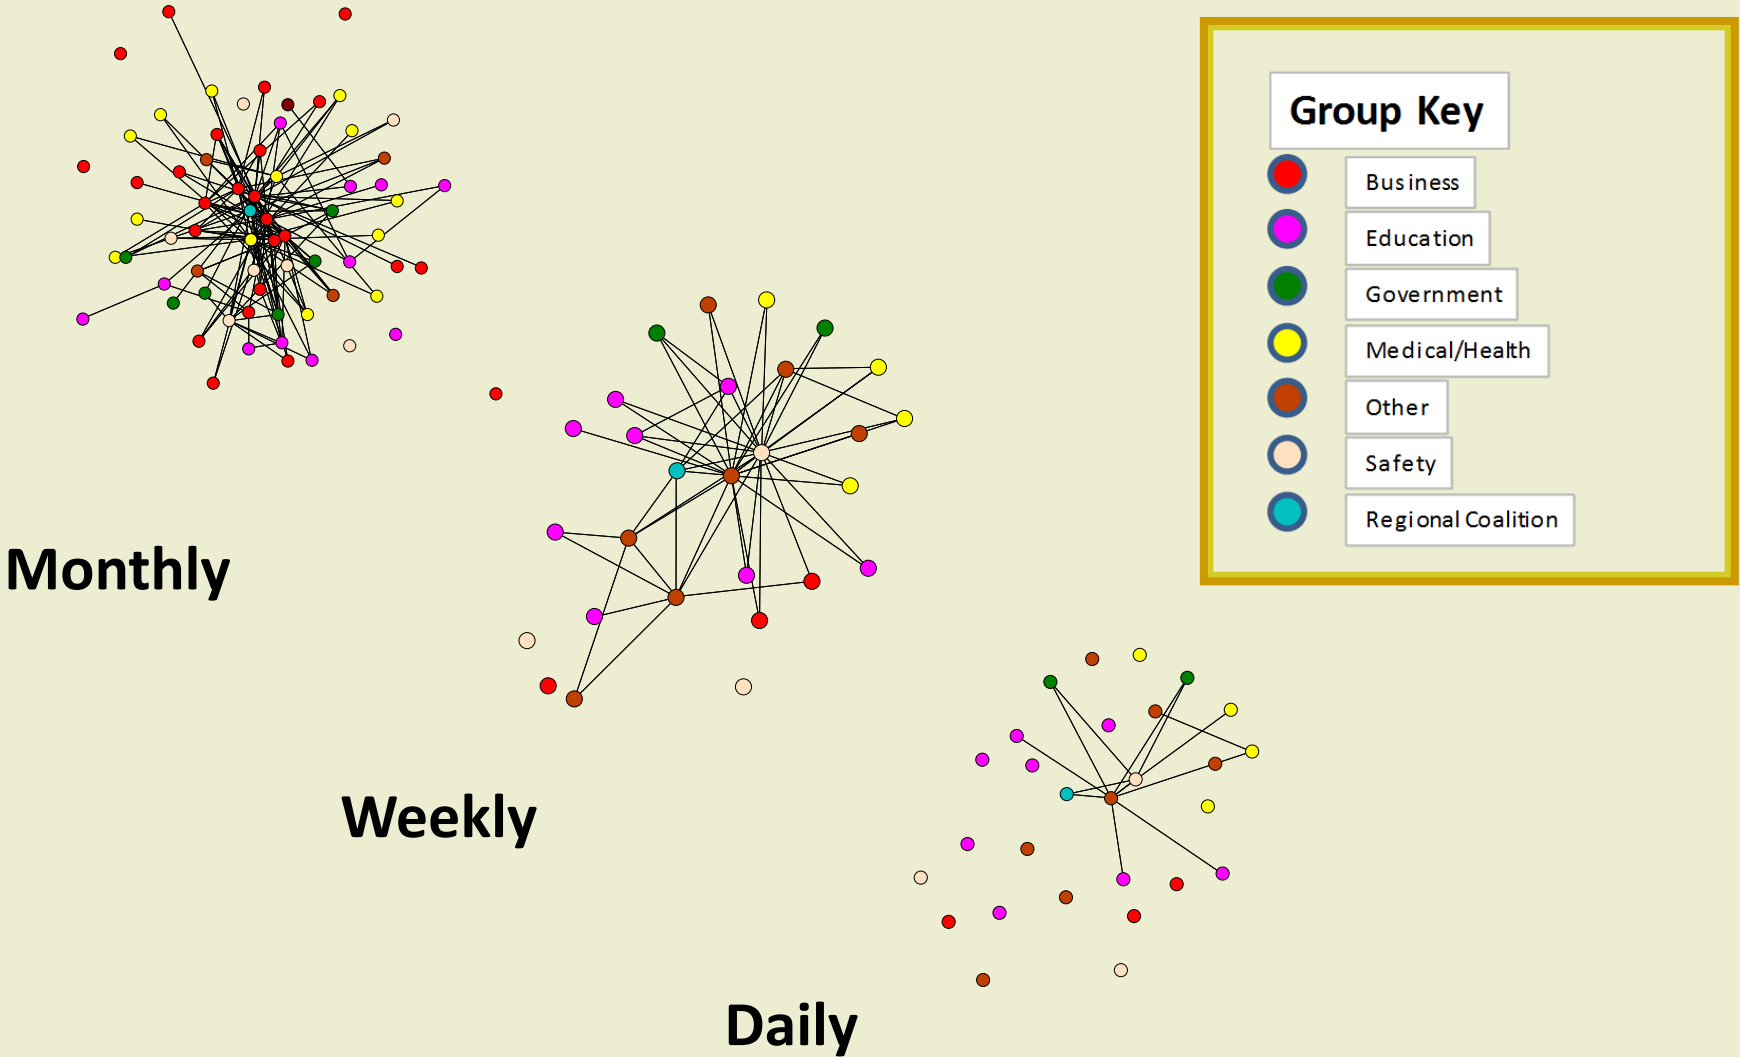 Group Key
Business
Education
Government
Medical/Health
Other
Safety
Regional Coalition
Monthly
Weekly
Daily